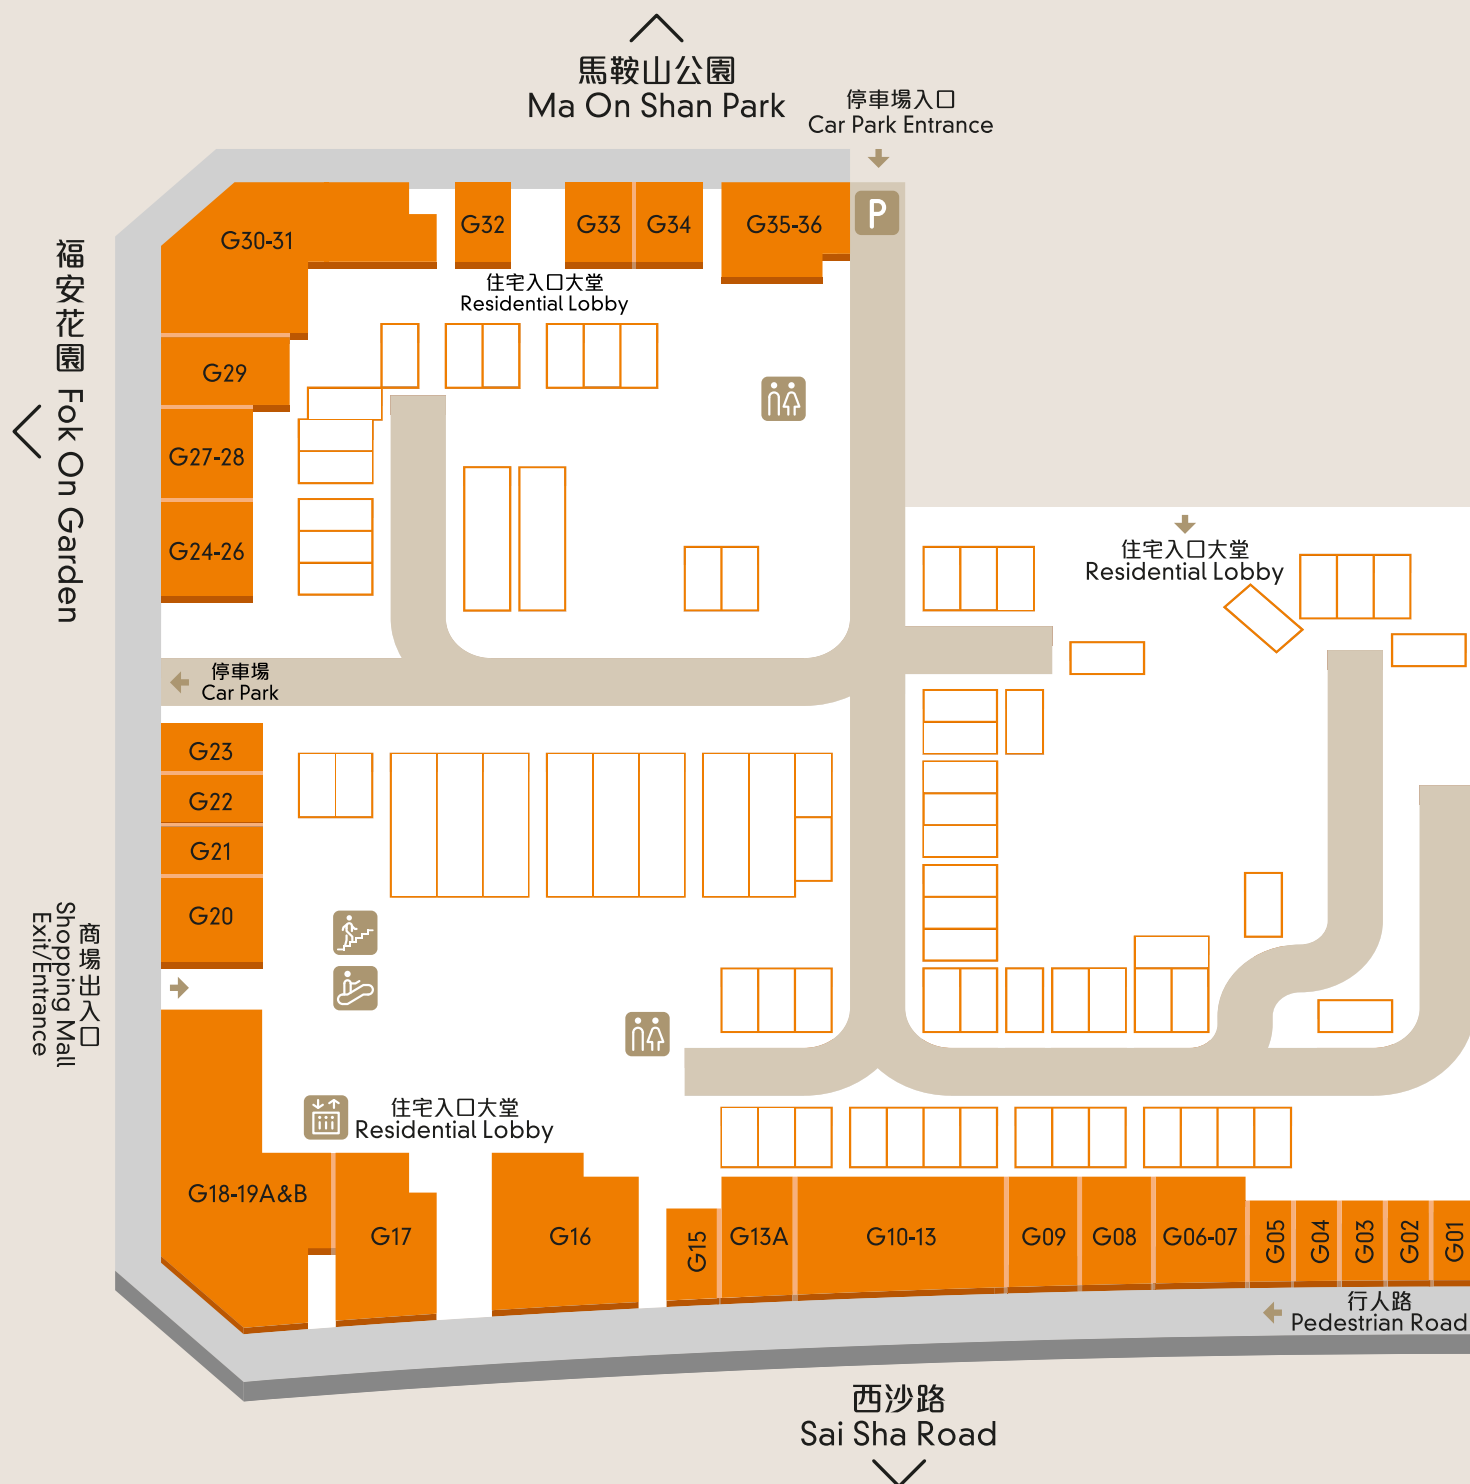 馬鞍山公園
Ma On Shan Park
停車場入口
Car Park Entrance
P
G30-31
G32
G33
G34
G35-36
住宅入口大堂
Residential Lobby
福安花園 Fok On Garden
G29
G27-28
G24-26
住宅入口大堂
Residential Lobby
停車場
Car Park
G23
G22
G21
G20
商場出入口
Shopping Mall
Exit/Entrance
住宅入口大堂
Residential Lobby
G18-19A&B
G17
G16
G15
G13A
G10-13
G09
G08
G06-07
G05
G04
G03
G02
G01
行人路
Pedestrian Road
西沙路
Sai Sha Road